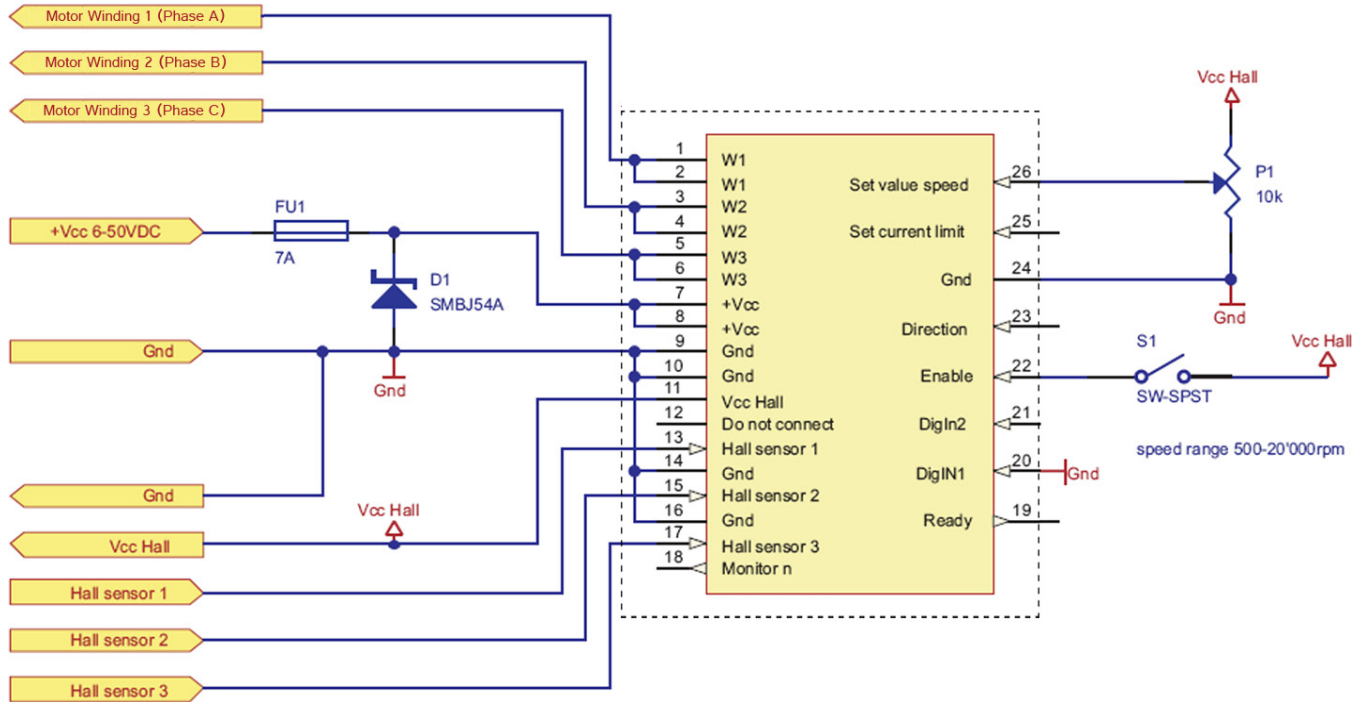 Motor Winding 1 (Phase A)
Motor Winding 2 (Phase B)
Motor Winding 3 (Phase C)
+Vcc 6-50VDC
FU1
7A
D1
SMBJ54A
Gnd
Gnd
Gnd
Vcc Hall
Vcc Hall
Hall sensor 1
Hall sensor 2
Hall sensor 3
1 W1
2 W1
3 W2
4 W2
5 W3
6 W3
7 +Vcc
8 +Vcc
9 Gnd
10 Gnd
11 Vcc Hall
12 Do not connect
13 Hall sensor 1
14 Gnd
15 Hall sensor 2
16 Gnd
17 Hall sensor 3
18 Monitor n
Set value speed 26
Set current limit 25
Gnd 24
Direction 23
Enable 22
DigIn2 21
DigIN1 20
Ready 19
Gnd
Vcc Hall
P1
10k
Gnd
S1
SW-SPST
Vcc Hall
speed range 500-20'000rpm